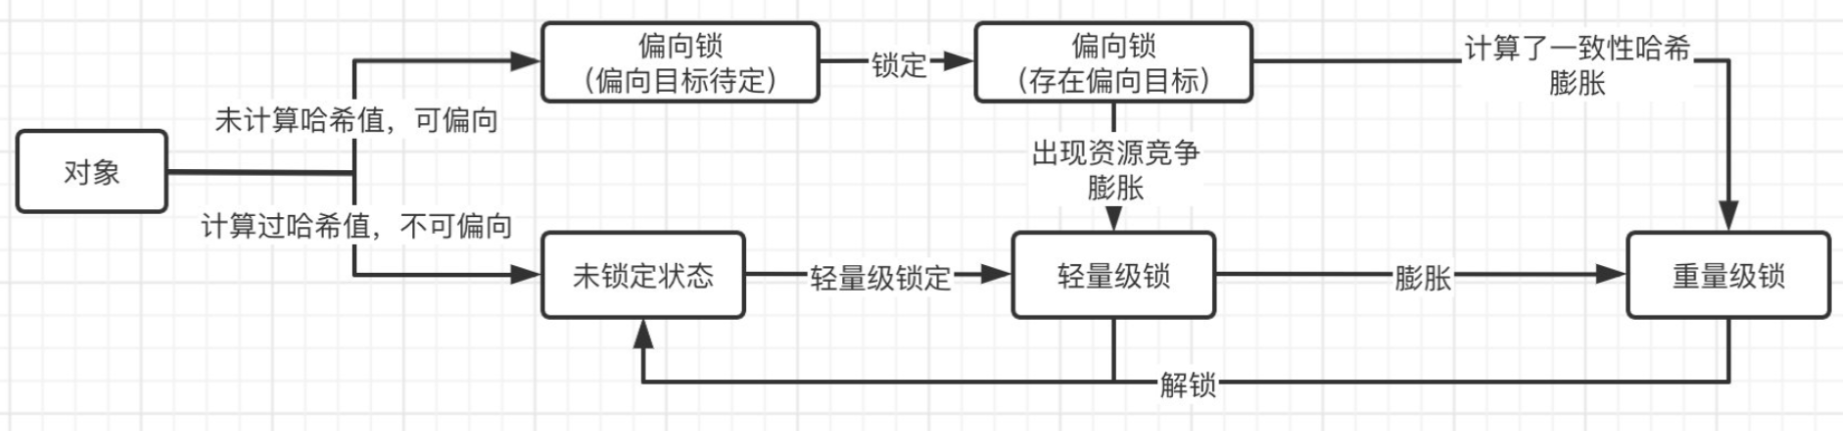 偏向锁
（偏向目标待定）
锁定
偏向锁
（存在偏向目标）
计算了一致性哈希
膨胀
未计算哈希值，可偏向
对象
出现资源竞争
膨胀
计算过哈希值，不可偏向
未锁定状态
轻量级锁定
轻量级锁
膨胀
重量级锁
解锁